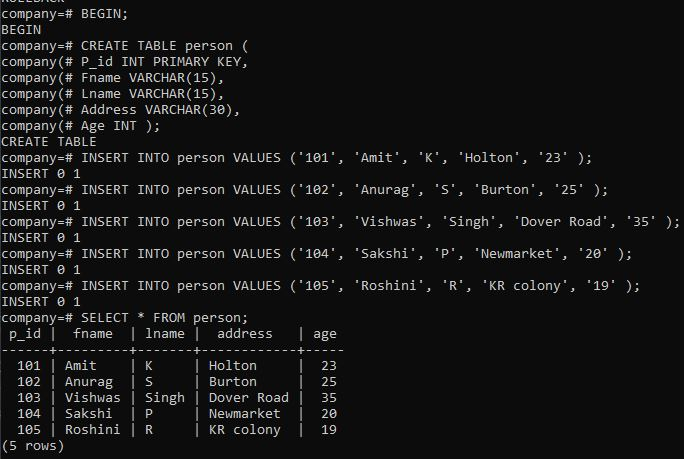 ROLLBACK
company=# BEGIN;
BEGIN
company=# CREATE TABLE person (
company(# P_id INT PRIMARY KEY,
company(# Fname VARCHAR(15),
company(# Lname VARCHAR(15),
company(# Address VARCHAR(30),
company(# Age INT );
CREATE TABLE
company=# INSERT INTO person VALUES ('101', 'Amit', 'K', 'Holton', '23' );
INSERT 0 1
company=# INSERT INTO person VALUES ('102', 'Anurag', 'S', 'Burton', '25' );
INSERT 0 1
company=# INSERT INTO person VALUES ('103', 'Vishwas', 'Singh', 'Dover Road', '35' );
INSERT 0 1
company=# INSERT INTO person VALUES ('104', 'Sakshi', 'P', 'Newmarket', '20' );
INSERT 0 1
company=# INSERT INTO person VALUES ('105', 'Roshini', 'R', 'KR colony', '19' );
INSERT 0 1
company=# SELECT * FROM person;
 p_id |  fname  | lname |  address   | age
------+---------+-------+------------+-----
  101 | Amit    | K     | Holton     |  23
  102 | Anurag  | S     | Burton     |  25
  103 | Vishwas | Singh | Dover Road |  35
  104 | Sakshi  | P     | Newmarket  |  20
  105 | Roshini | R     | KR colony  |  19
(5 rows)